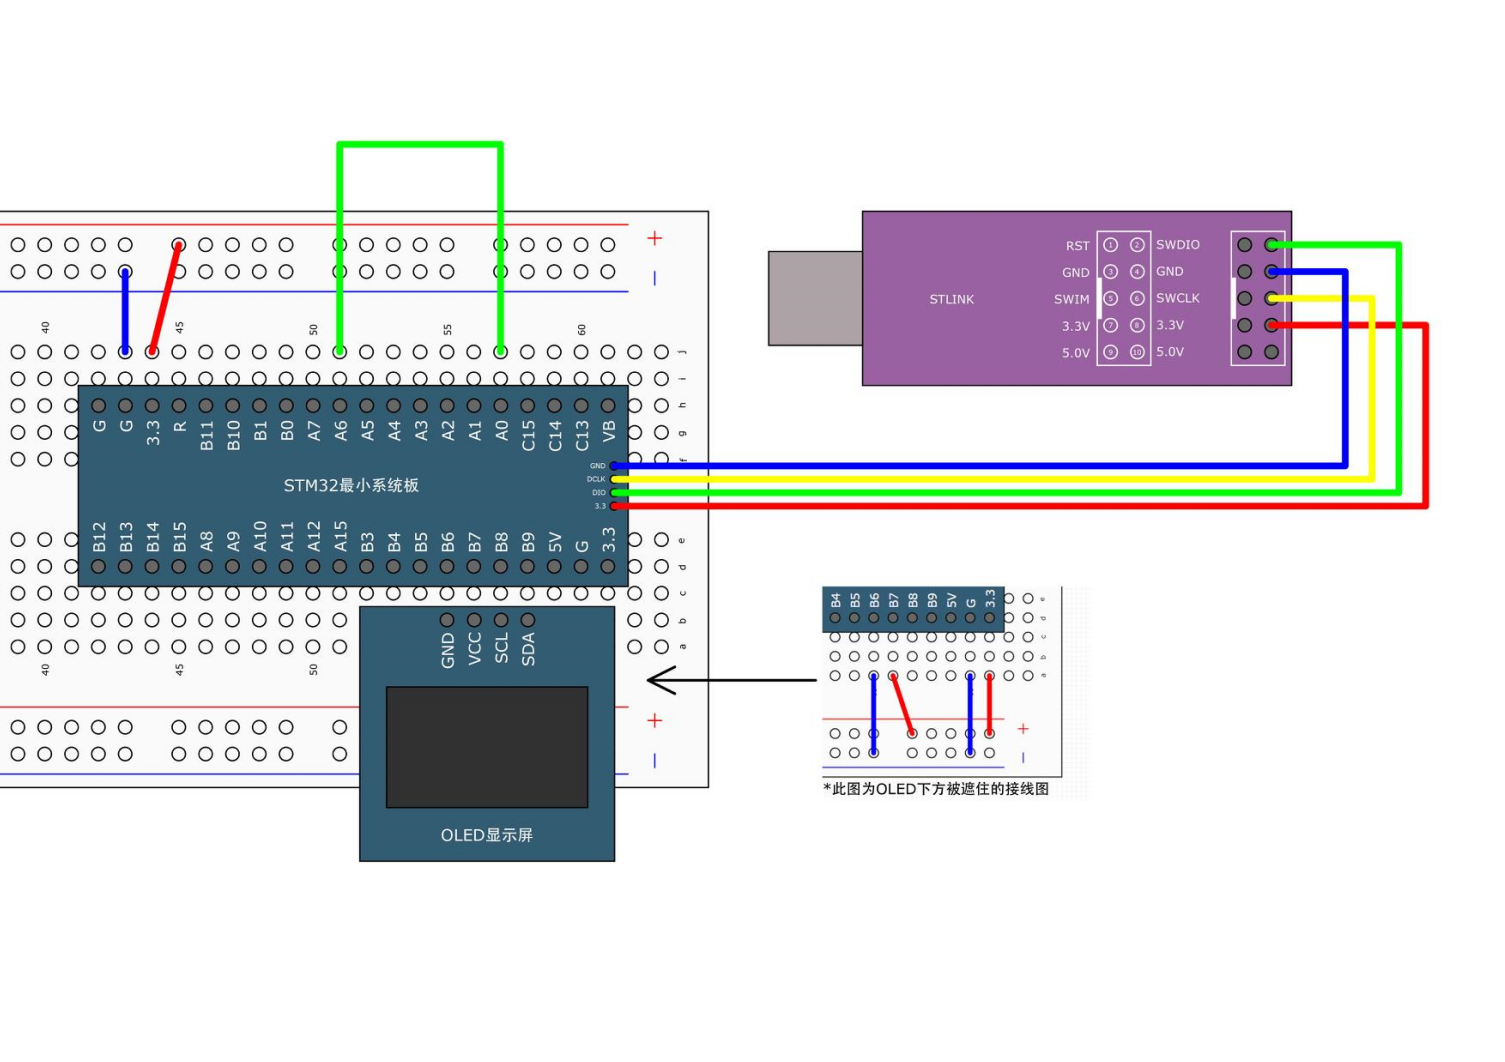 +
−
40 45 50 55 60
j
i
h
g
f
G G 3.3 R B11 B10 B1 B0 A7 A6 A5 A4 A3 A2 A1 A0 C15 C14 C13 VB
GND
DCLK
DIO
3.3
STM32最小系统板
B12 B13 B14 B15 A8 A9 A10 A11 A12 A15 B3 B4 B5 B6 B7 B8 B9 5V G 3.3
e
d
c
b
a
40 45 50
+
−
GND VCC SCL SDA
OLED显示屏
STLINK
RST 1 2 SWDIO
GND 3 4 GND
SWIM 5 6 SWCLK
3.3V 7 8 3.3V
5.0V 9 10 5.0V
B4 B5 B6 B7 B8 B9 5V G 3.3
e
d
c
b
a
+
−
*此图为OLED下方被遮住的接线图